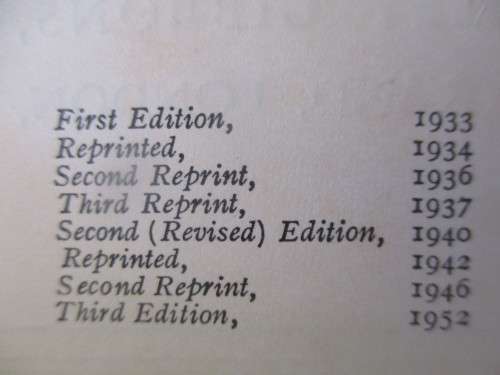 First Edition, 1933
Reprinted, 1934
Second Reprint, 1936
Third Reprint, 1937
Second (Revised) Edition, 1940
Reprinted, 1942
Second Reprint, 1946
Third Edition, 1952